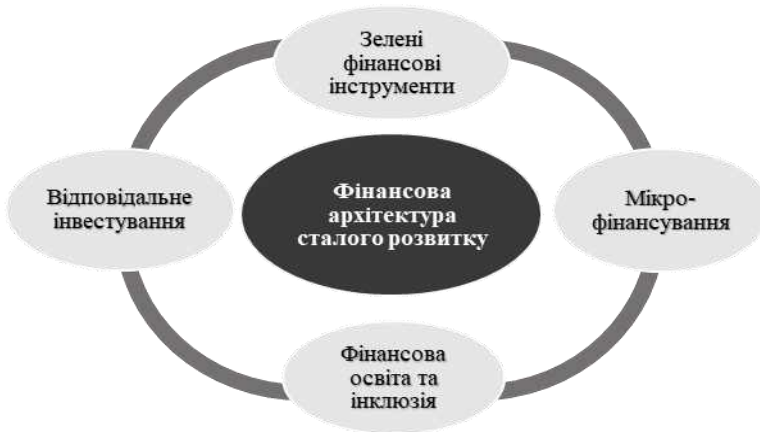 Зелені
фінансові
інструменти
Відповідальне
інвестування
Фінансова
архітектура
сталого розвитку
Мікро-
фінансування
Фінансова
освіта та
інклюзія